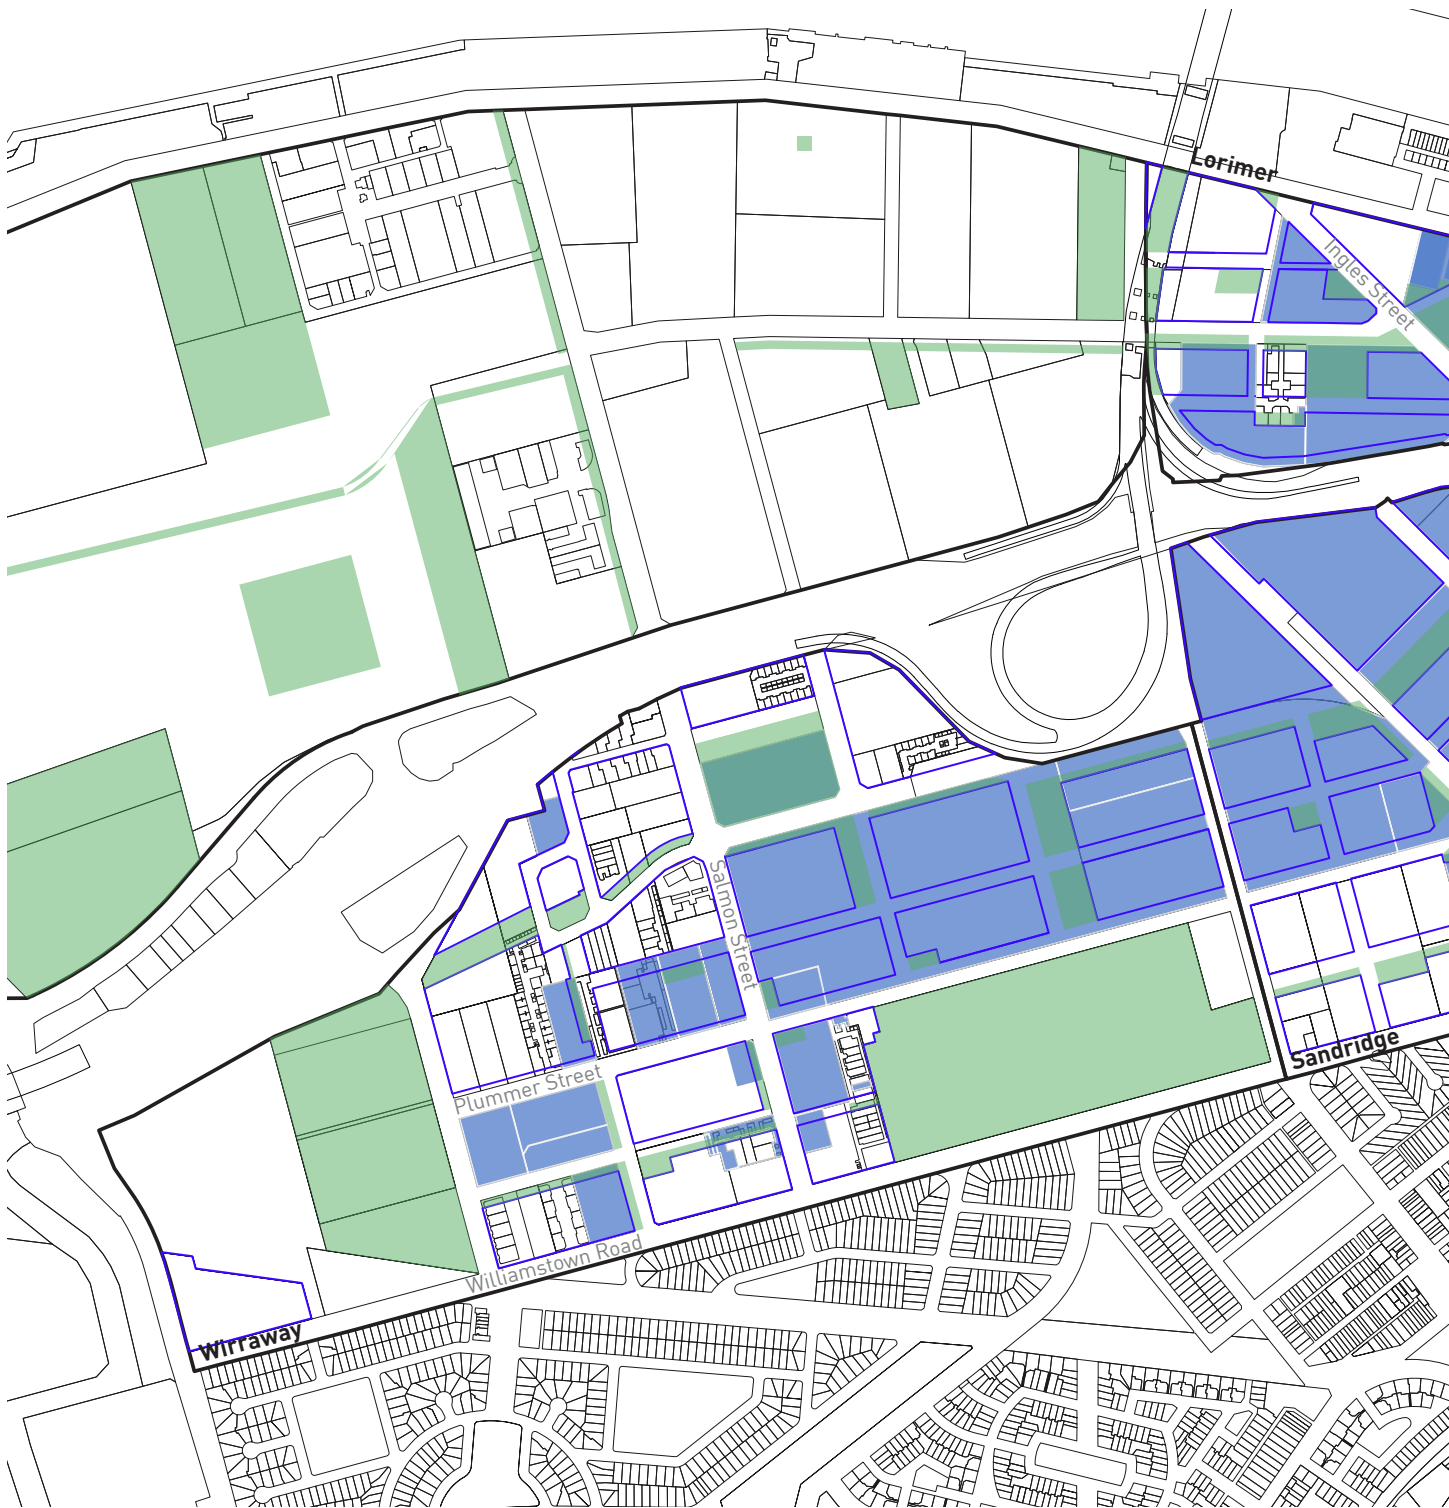 Lorimer
Ingles Street
Salmon Street
Sandridge
Plummer Street
Williamstown Road
Wirraway